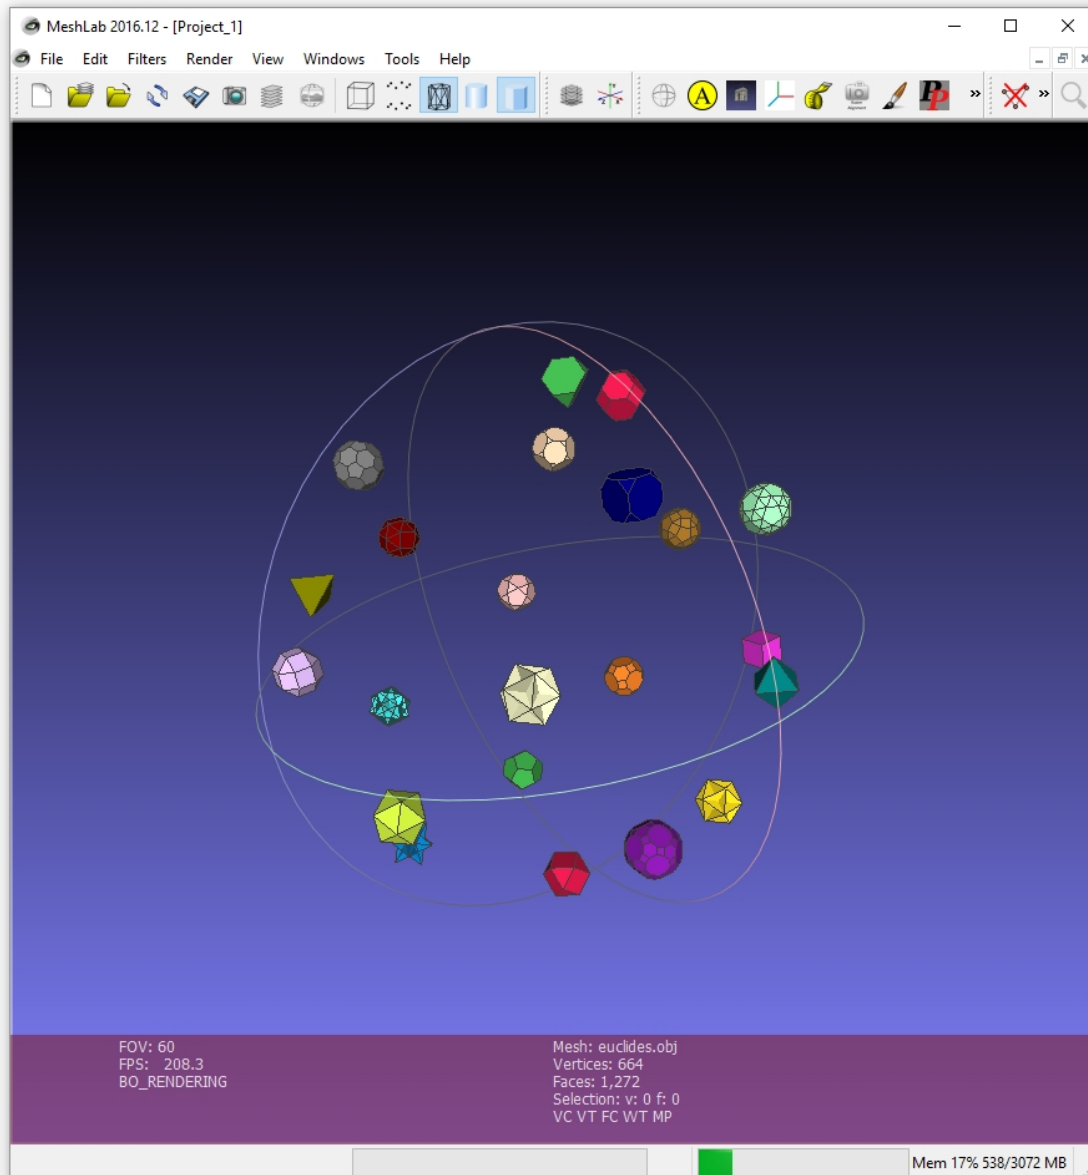 MeshLab 2016.12 - [Project_1]
File Edit Filters Render View Windows Tools Help
A PP » »
FOV: 60
FPS: 208.3
BO_RENDERING
Mesh: euclides.obj
Vertices: 664
Faces: 1,272
Selection: v: 0 f: 0
VC VT FC WT MP
Mem 17% 538/3072 MB